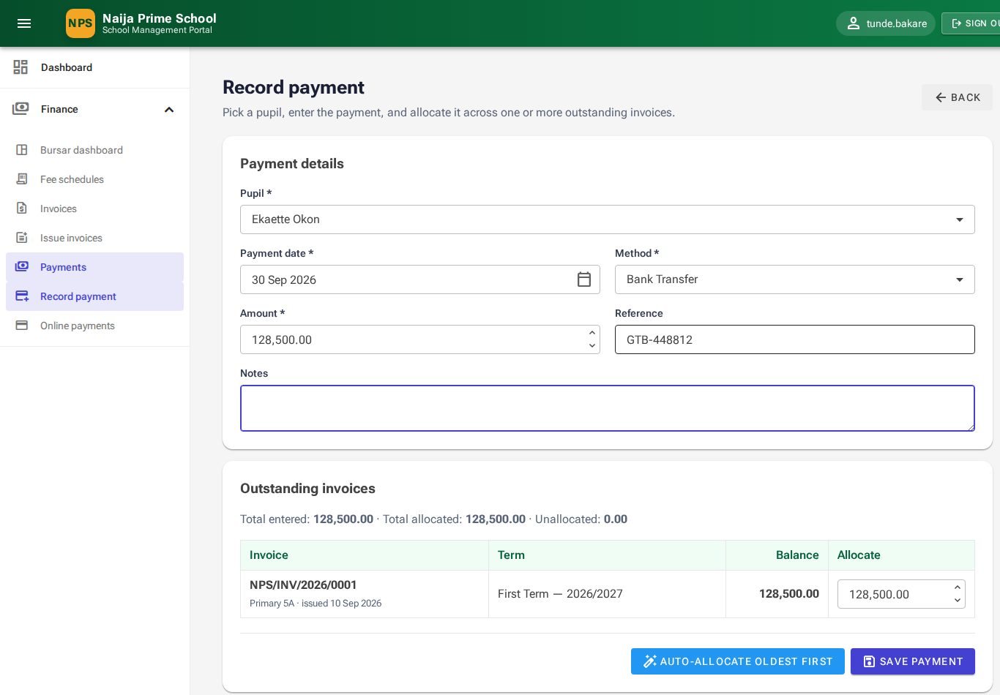 NPS
Naija Prime School
School Management Portal
tunde.bakare
SIGN
Dashboard
Finance
Bursar dashboard
Fee schedules
Invoices
Issue invoices
Payments
Record payment
Online payments
Record payment
Pick a pupil, enter the payment, and allocate it across one or more outstanding invoices.
BACK
Payment details
Pupil *
Ekaette Okon
Payment date *
30 Sep 2026
Method *
Bank Transfer
Amount *
128,500.00
Reference
GTB-448812
Notes
Outstanding invoices
Total entered: 128,500.00 · Total allocated: 128,500.00 · Unallocated: 0.00
Invoice Term Balance Allocate
NPS/INV/2026/0001
Primary 5A · issued 10 Sep 2026
First Term — 2026/2027
128,500.00
128,500.00
AUTO-ALLOCATE OLDEST FIRST
SAVE PAYMENT